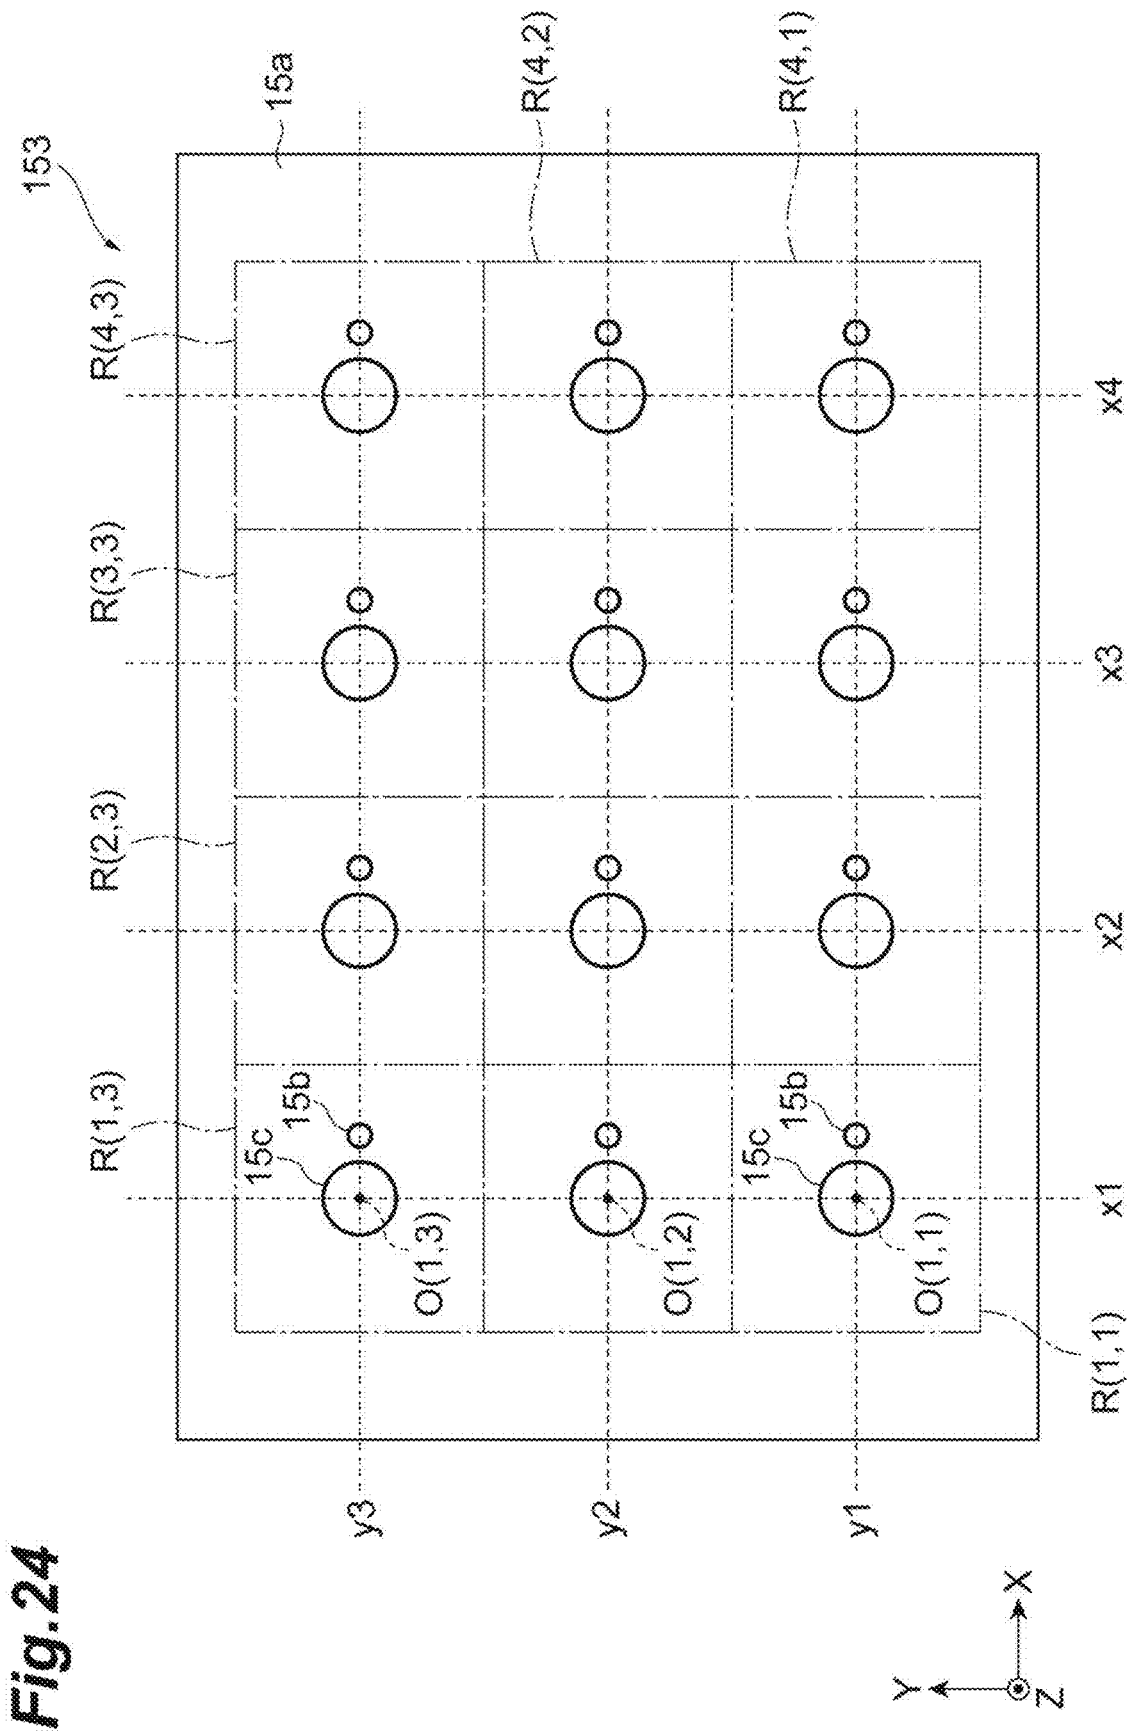 Fig.24
153
R(1,3)
R(2,3)
R(3,3)
R(4,3)
15a
15c
15b
y3
O(1,3)
R(4,2)
y2
O(1,2)
R(4,1)
15c
15b
y1
O(1,1)
R(1,1)
x1
x2
x3
x4
Y
X
Z